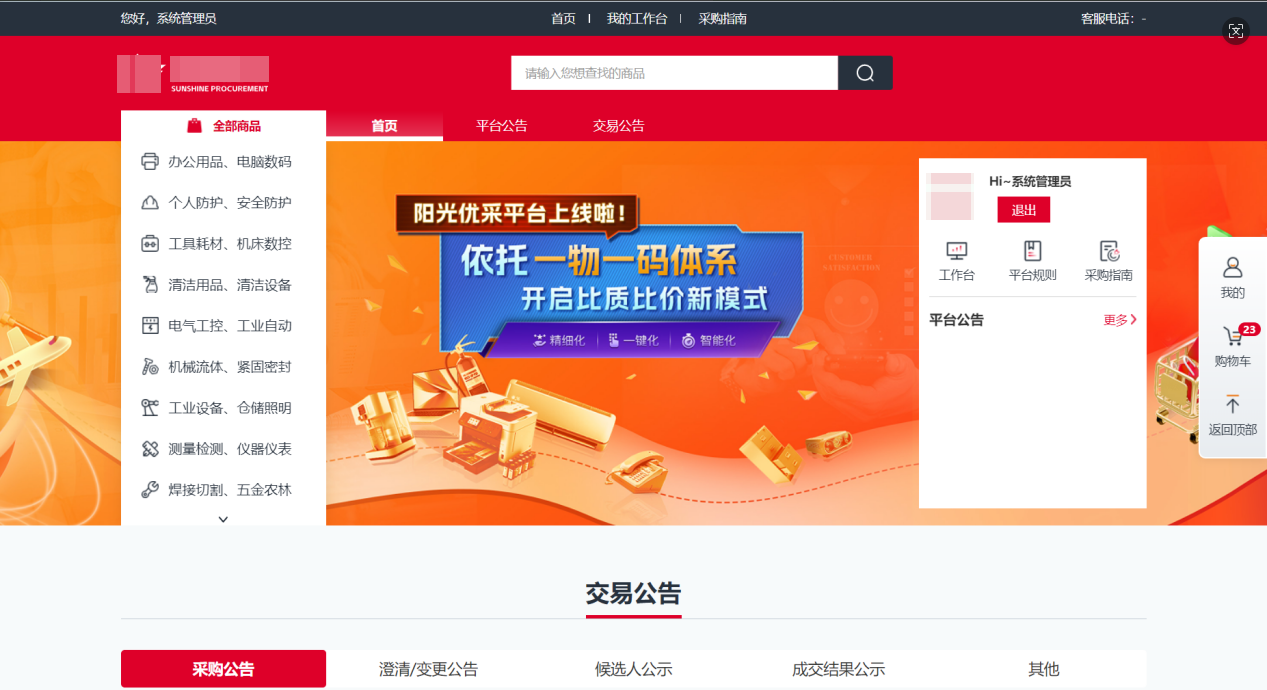 您好，系统管理员
首页
我的工作台
采购指南
客服电话：-
SUNSHINE PROCUREMENT
请输入您想查找的商品
全部商品
首页
平台公告
交易公告
办公用品、电脑数码
个人防护、安全防护
工具耗材、机床数控
清洁用品、清洁设备
电气工控、工业自动
机械流体、紧固密封
工业设备、仓储照明
测量检测、仪器仪表
焊接切割、五金农林
阳光优采平台上线啦！
依托一物一码体系
开启比质比价新模式
精细化
一键化
智能化
CUSTOMER
SATISFACTION
Hi~系统管理员
退出
工作台
平台规则
采购指南
平台公告
更多
我的
23
购物车
返回顶部
交易公告
采购公告
澄清/变更公告
候选人公示
成交结果公示
其他